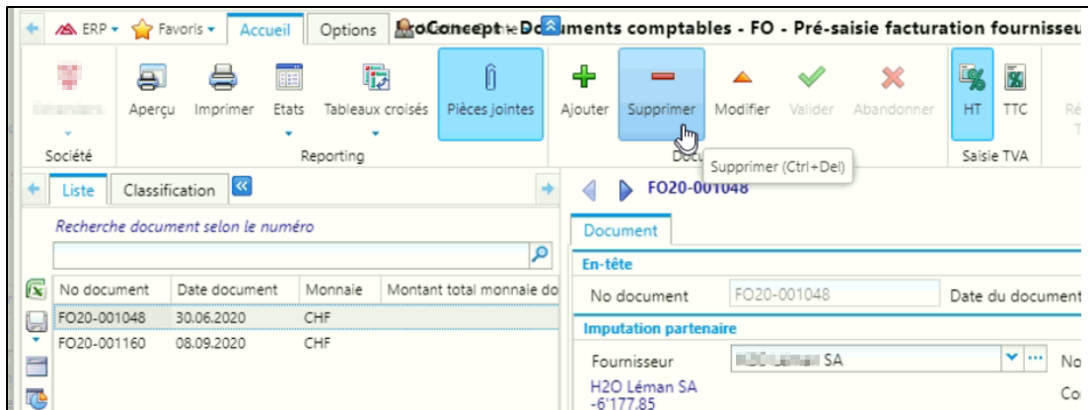 ERP Favoris Accueil Options
Documents comptables - FO - Pré-saisie facturation fournisseu
Aperçu Imprimer Etats Tableaux croisés Pièces jointes Ajouter Supprimer Modifier Valider Abandonner HT TTC
Société Reporting Docu Saisie TVA
Supprimer (Ctrl+Del)
Liste Classification
FO20-001048
Recherche document selon le numéro
Document
En-tête
No document Date document Monnaie Montant total monnaie do
No document FO20-001048 Date du document
FO20-001048 30.06.2020 CHF
Imputation partenaire
FO20-001160 08.09.2020 CHF
Fournisseur SA No
H2O Léman SA
-6'177.85
Co